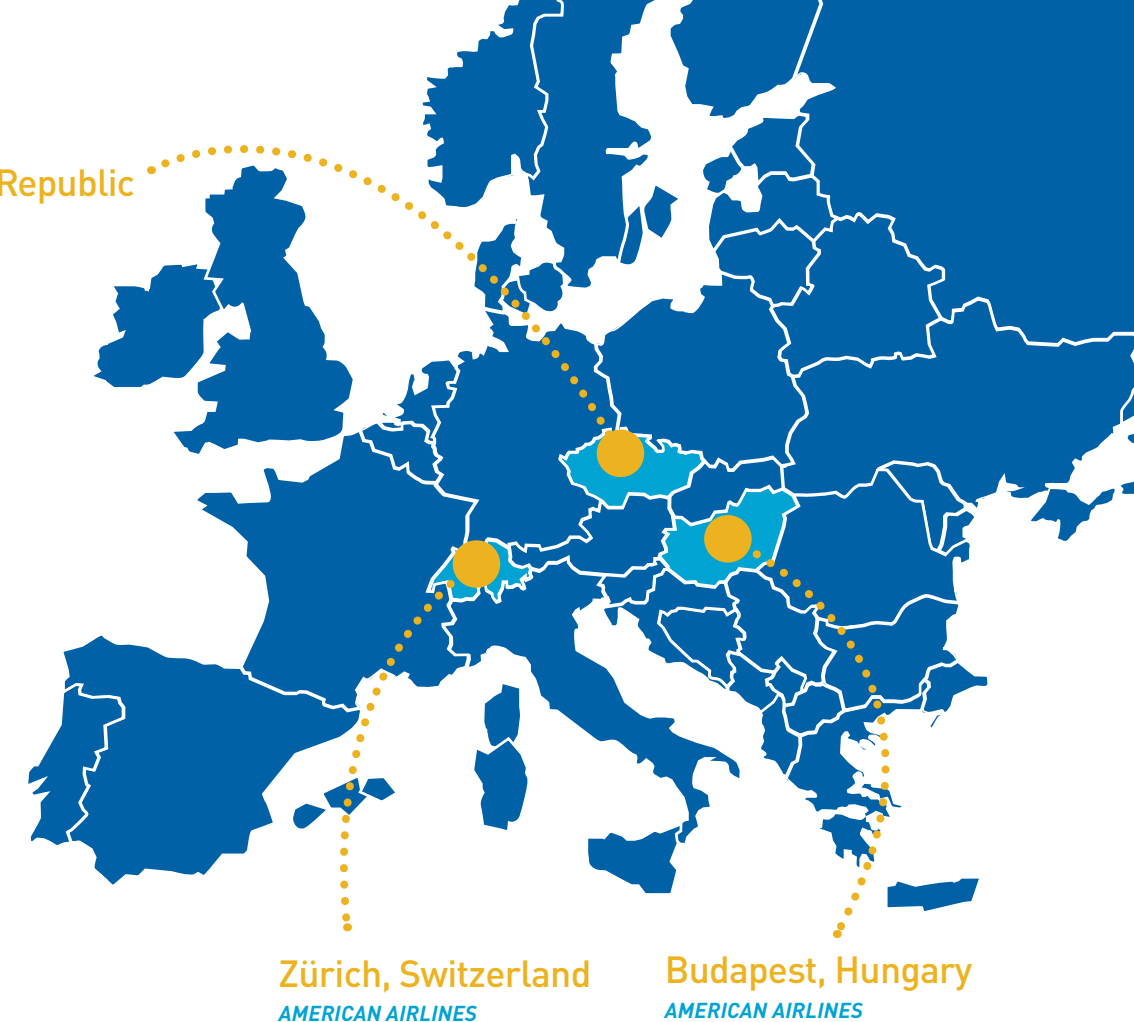 Republic
Zürich, Switzerland
AMERICAN AIRLINES
Budapest, Hungary
AMERICAN AIRLINES